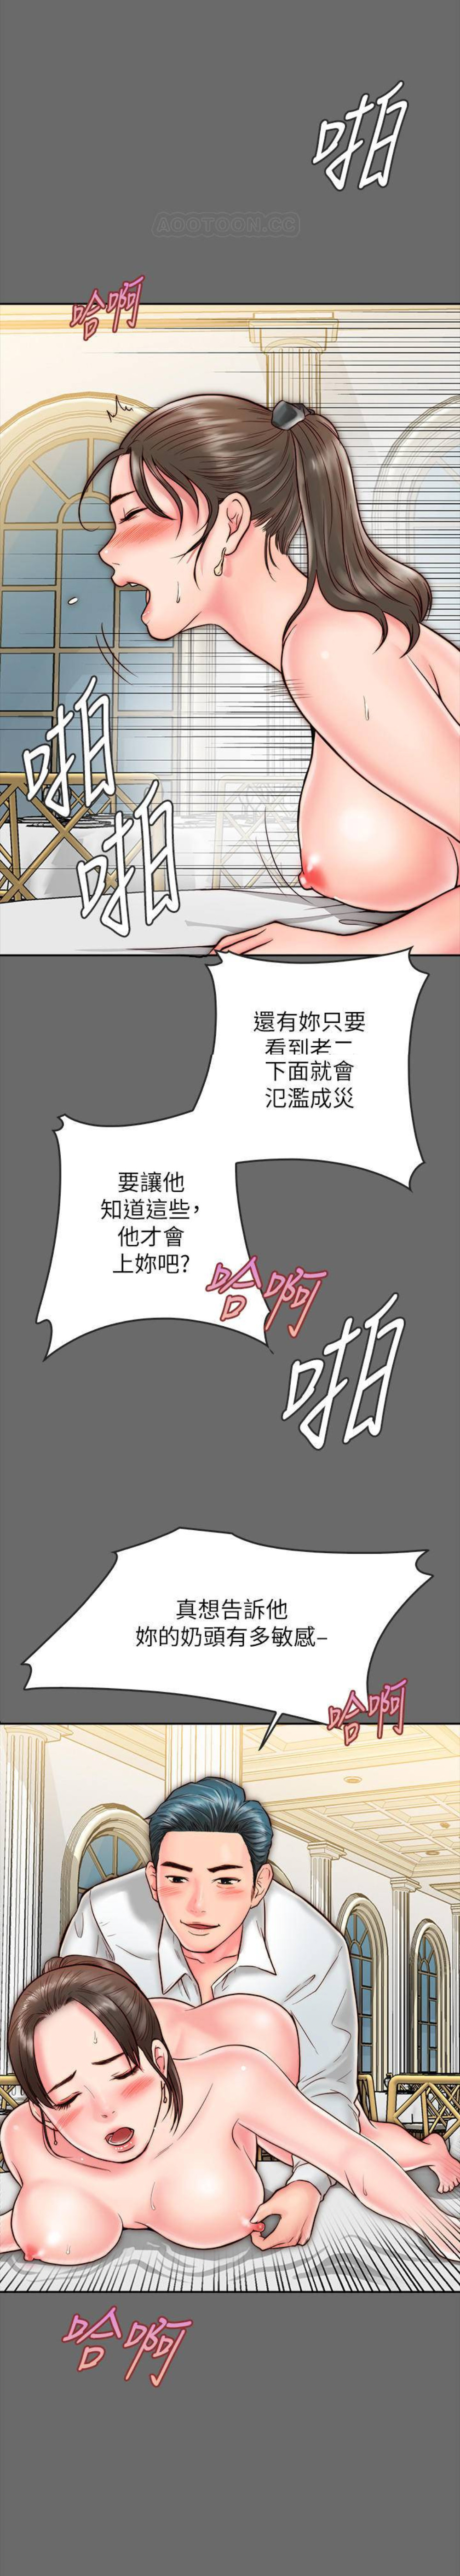 啪
AOOTOON.CC
哈啊
啪
啪
還有妳只要
看到老二
下面就會
氾濫成災
要讓他
知道這些,
他才會
上妳吧?
哈啊
啪
真想告訴他
妳的奶頭有多敏感–
哈啊
哈啊